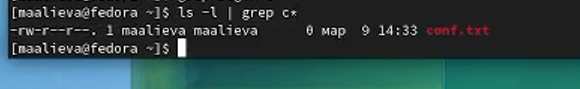 [maalieva@fedora ~]$ ls -l | grep c*
-rw-r--r--. 1 maalieva maalieva 0 мар 9 14:33 conf.txt
[maalieva@fedora ~]$